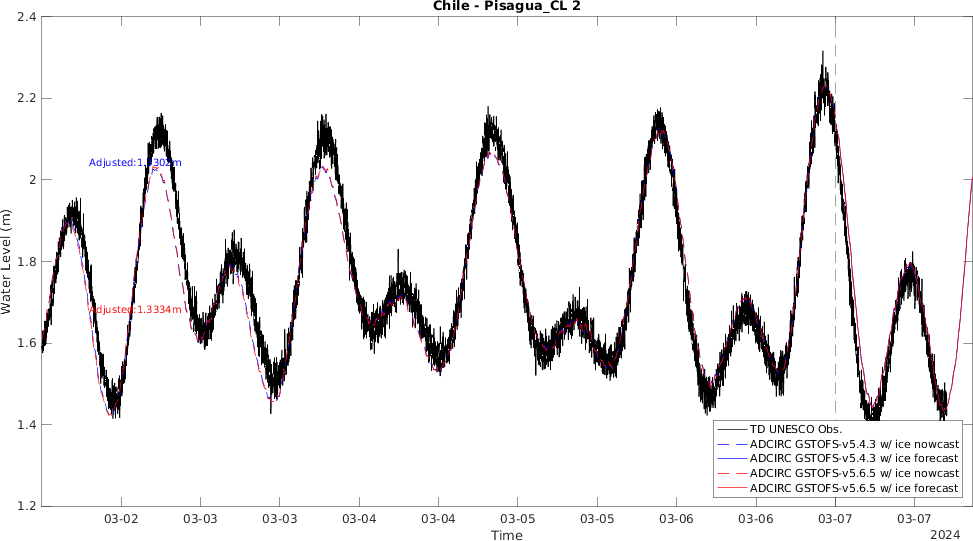 Chile - Pisagua_CL 2
2.4
2.2
2
1.8
1.6
1.4
1.2
Water Level (m)
Adjusted:1.3334m
TD UNESCO Obs.
ADCIRC GSTOFS-v5.4.3 w/ ice nowcast
ADCIRC GSTOFS-v5.4.3 w/ ice forecast
ADCIRC GSTOFS-v5.6.5 w/ ice nowcast
ADCIRC GSTOFS-v5.6.5 w/ ice forecast
03-02 03-03 03-03 03-04 03-04 03-05 03-05 03-06 03-06 03-07 03-07
Time
2024